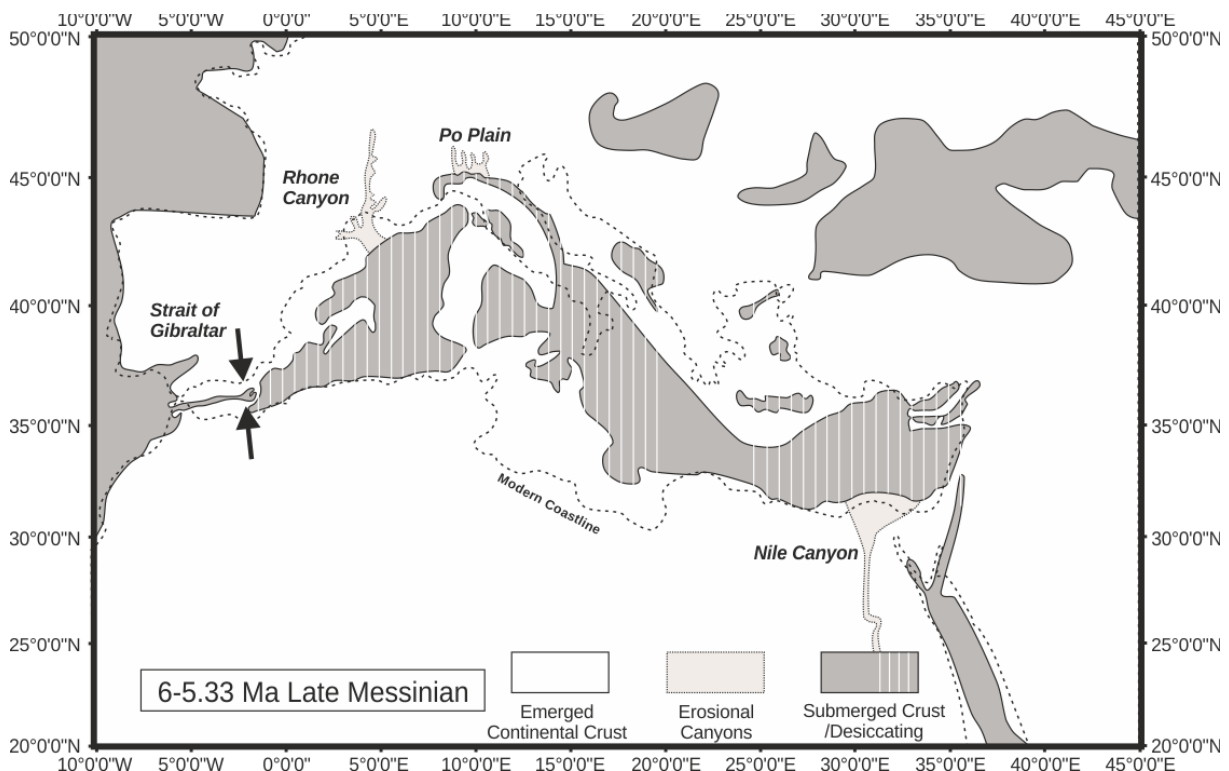 10°0'0"W 5°0'0"W 0°0'0" 5°0'0"E 10°0'0"E 15°0'0"E 20°0'0"E 25°0'0"E 30°0'0"E 35°0'0"E 40°0'0"E 45°0'0"E
50°0'0"N 50°0'0"N
Po Plain
Rhone
Canyon
45°0'0"N 45°0'0"N
Strait of
Gibraltar
40°0'0"N 40°0'0"N
35°0'0"N 35°0'0"N
Modern Coastline
30°0'0"N 30°0'0"N
Nile Canyon
25°0'0"N 25°0'0"N
6-5.33 Ma Late Messinian
Emerged
Continental Crust
Erosional
Canyons
Submerged Crust
/Desiccating
20°0'0"N 20°0'0"N
10°0'0"W 5°0'0"W 0°0'0" 5°0'0"E 10°0'0"E 15°0'0"E 20°0'0"E 25°0'0"E 30°0'0"E 35°0'0"E 40°0'0"E 45°0'0"E